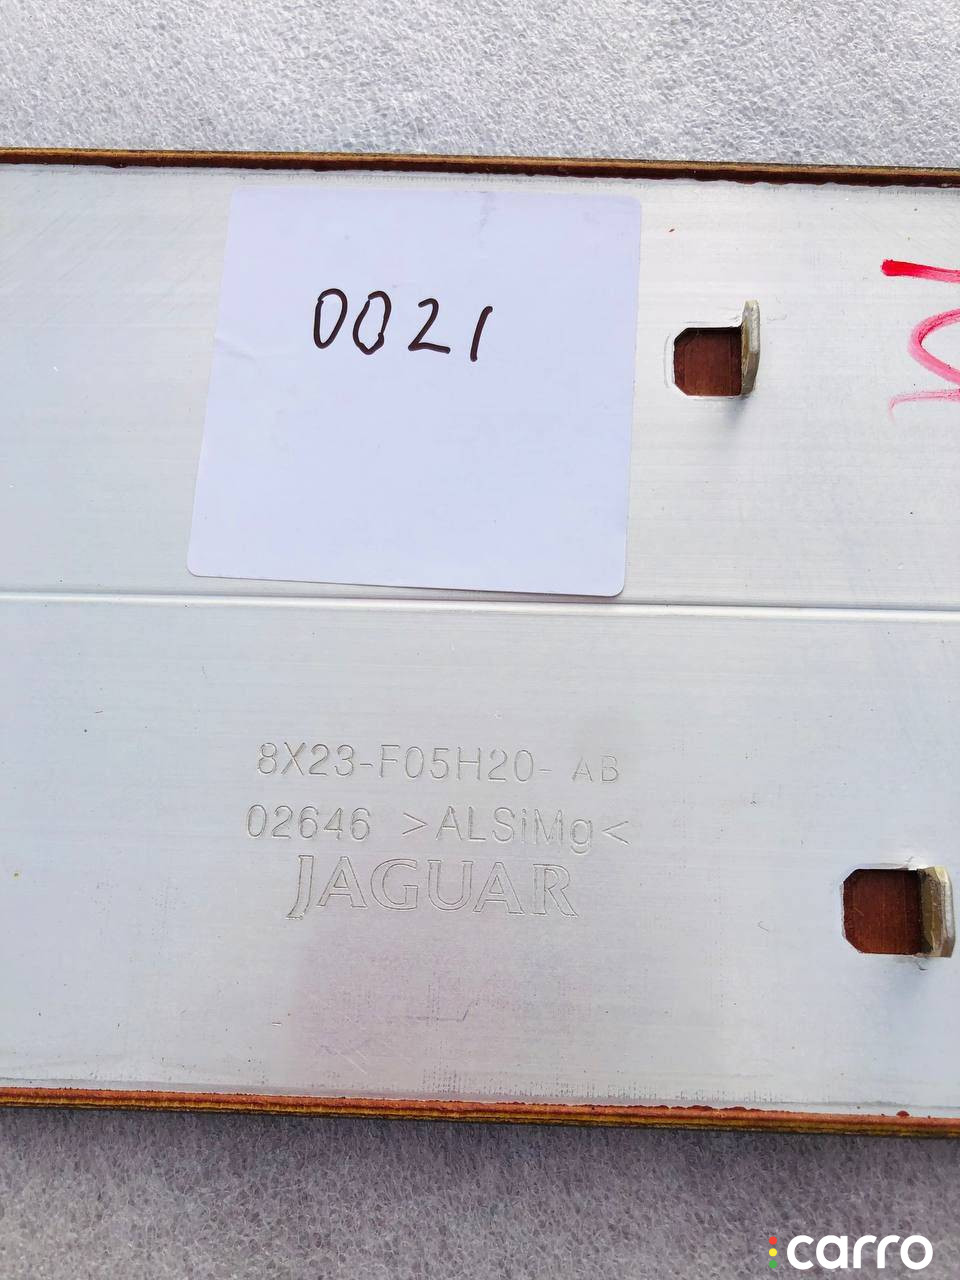 0021
8X23-F05H20- AB
02646 >ALSiMg<
JAGUAR
carro